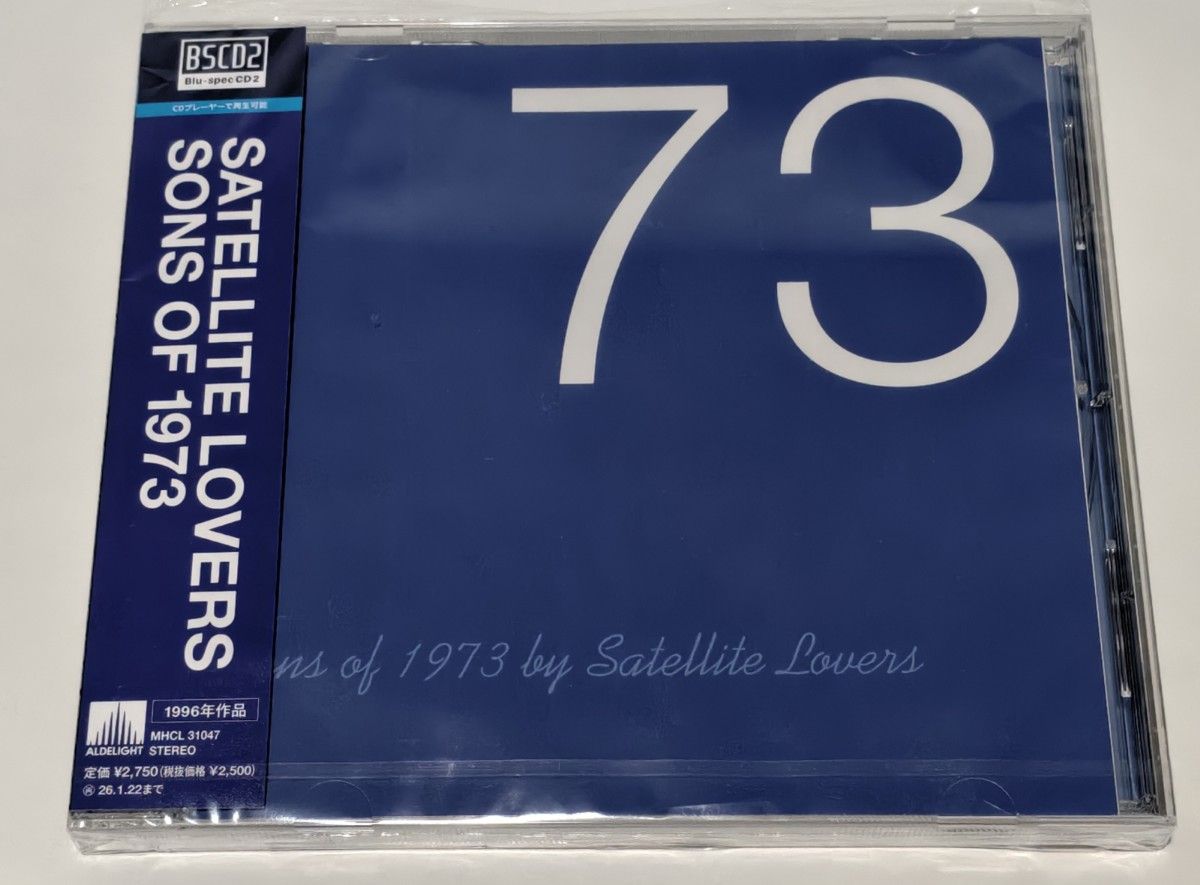 BSCD2
Blu-spec CD2
CDプレーヤーで再生可能
SATELLITE LOVERS
SONS OF 1973
1996年作品
ALDELIGHT
MHCL 31047
STEREO
定価 ¥2,750(税抜価格 ¥2,500)
再 26.1.22まで
73
ns of 1973 by Satellite Lovers